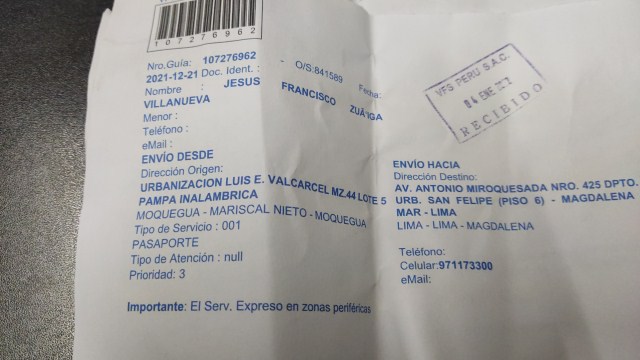 107276962
Nro.Guía: 107276962 - O/S:841589 Fecha:
2021-12-21 Doc. Ident. :
Nombre : JESUS FRANCISCO ZUÃ
VILLANUEVA
Menor :
Teléfono :
eMail :
ENVÍO DESDE
Dirección Origen:
URBANIZACION LUIS E. VALCARCEL MZ.44 LOTE 5
PAMPA INALAMBRICA
MOQUEGUA - MARISCAL NIETO - MOQUEGUA
Tipo de Servicio : 001
PASAPORTE
Tipo de Atención : null
Prioridad: 3
Importante: El Serv. Expreso en zonas periféricas
VFS PERU S.A.C.
04 ENE
RECIBIDO
ENVÍO HACIA
Dirección Destino:
AV. ANTONIO MIROQUESADA NRO. 425 DPTO.
URB. SAN FELIPE (PISO 6) - MAGDALENA
MAR - LIMA
LIMA - LIMA - MAGDALENA
Teléfono:
Celular:971173300
eMail: